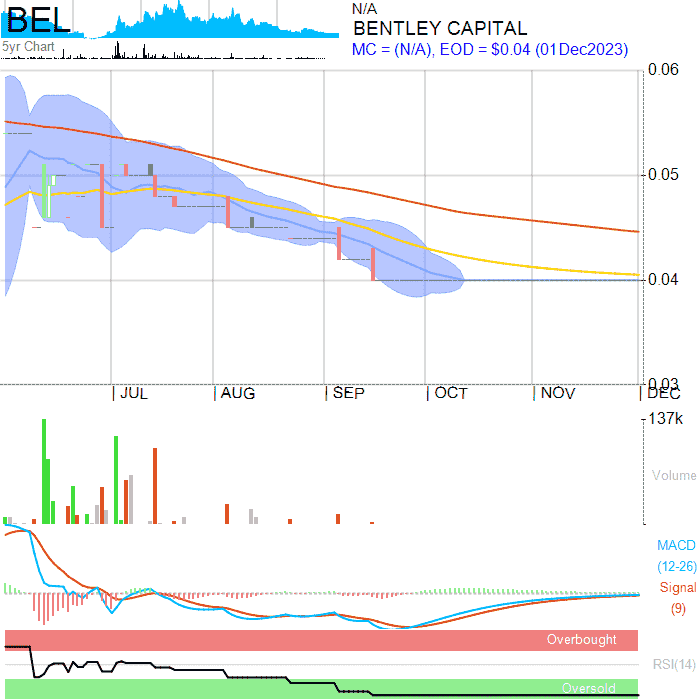 BEL
5yr Chart
N/A
BENTLEY CAPITAL
MC = (N/A), EOD = $0.04 (01Dec2023)
0.06
0.05
0.04
0.03
JUL AUG SEP OCT NOV DEC
137k
Volume
MACD
(12-26)
Signal
(9)
Overbought
RSI(14)
Oversold